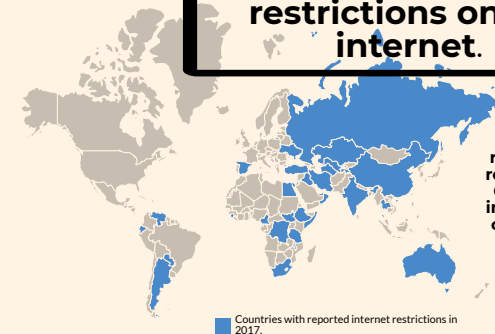 restrictions on
internet.
Countries with reported internet restrictions in
2017.